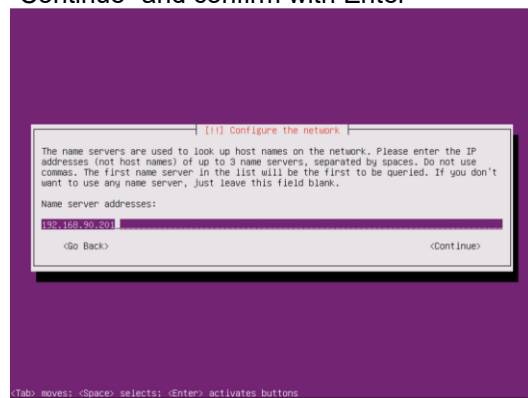 "Continue" and confirm with Enter
[!!] Configure the network
The name servers are used to look up host names on the network. Please enter the IP
addresses (not host names) of up to 3 name servers, separated by spaces. Do not use
commas. The first name server in the list will be the first to be queried. If you don't
want to use any name server, just leave this field blank.
Name server addresses:
192.168.90.201
<Go Back> <Continue>
<Tab> moves; <Space> selects; <Enter> activates buttons